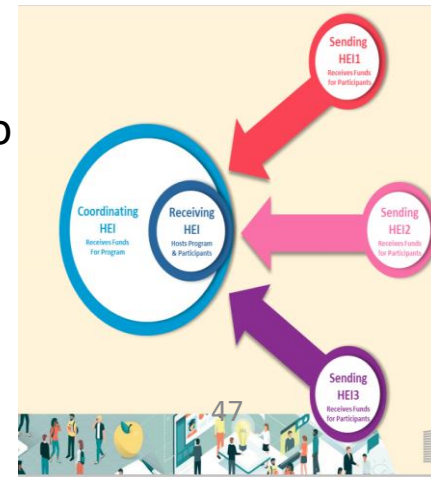 Sending
HEI1
Receives Funds
for Participants
o
Coordinating
HEI
Receives Funds
For Program
Receiving
HEI
Hosts Program
& Participants
Sending
HEI2
Receives Funds
for Participants
Sending
HEI3
Receives Funds
for Participants
47